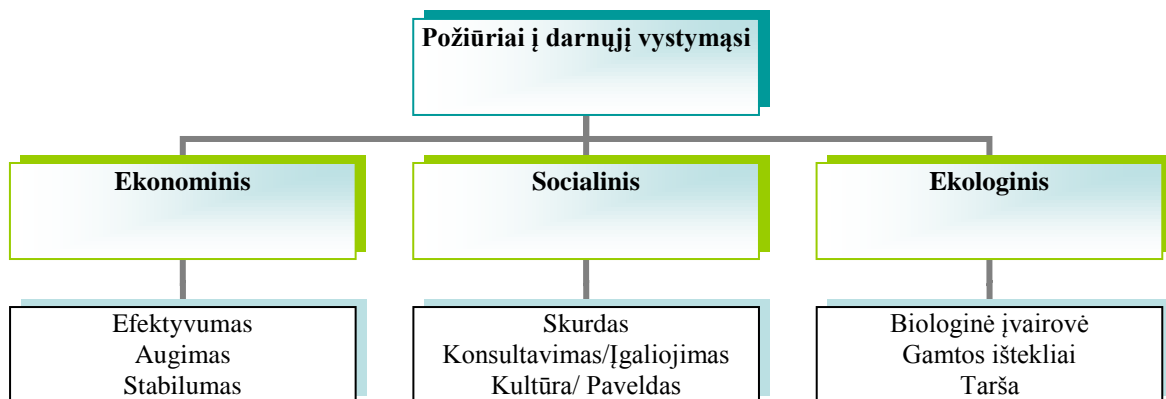 Požiūriai į darnųjį vystymąsi
Ekonominis
Socialinis
Ekologinis
Efektyvumas
Augimas
Stabilumas
Skurdas
Konsultavimas/Įgaliojimas
Kultūra/ Paveldas
Biologinė įvairovė
Gamtos ištekliai
Tarša